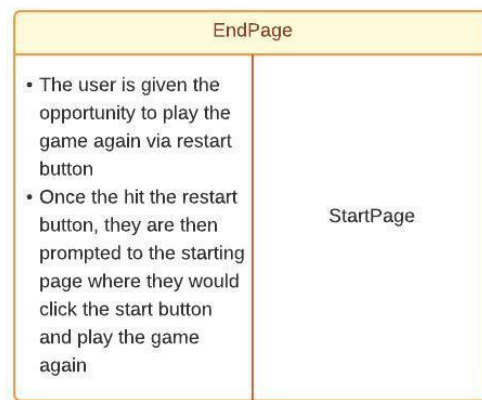 EndPage
• The user is given the
opportunity to play the
game again via restart
button
• Once the hit the restart
button, they are then
prompted to the starting
page where they would
click the start button
and play the game
again
StartPage